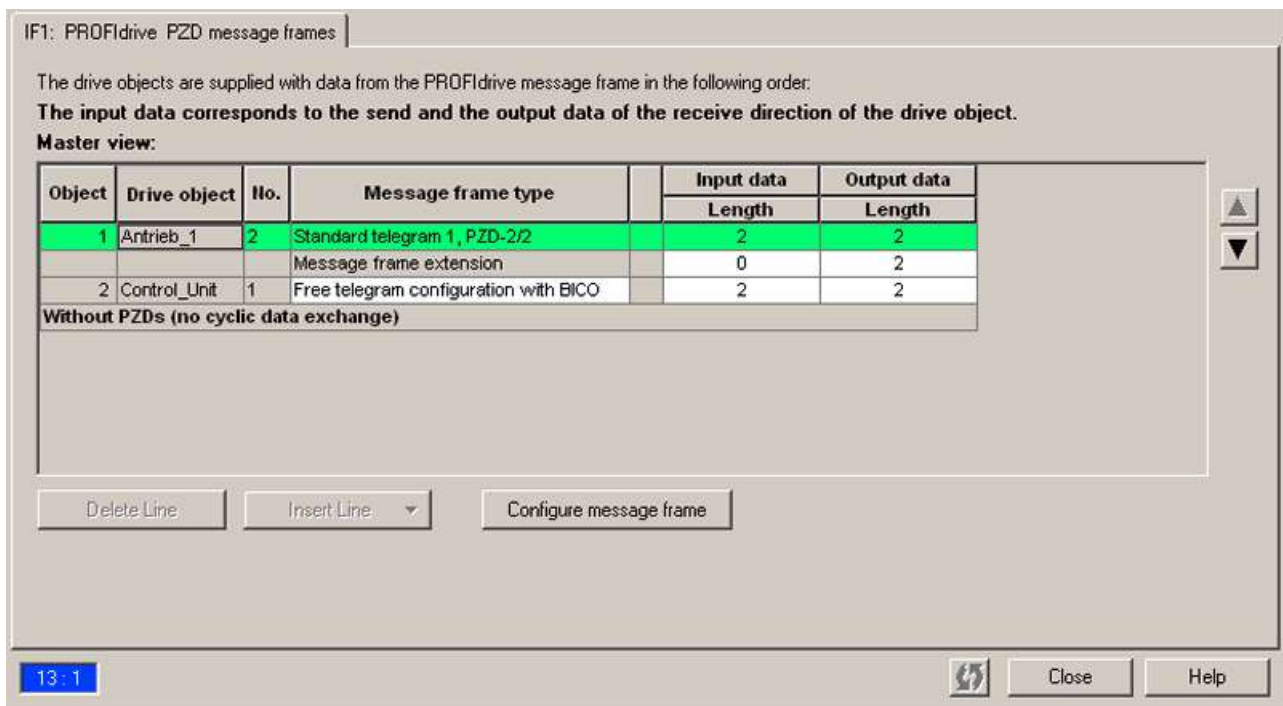 IF1: PROFIdrive PZD message frames
The drive objects are supplied with data from the PROFIdrive message frame in the following order:
The input data corresponds to the send and the output data of the receive direction of the drive object.
Master view:
Object Drive object No. Message frame type Input data Output data
Length Length
1 Antrieb_1 2 Standard telegram 1, PZD-2/2 2 2
Message frame extension 0 2
2 Control_Unit 1 Free telegram configuration with BICO 2 2
Without PZDs (no cyclic data exchange)
Delete Line Insert Line Configure message frame
13 : 1 Close Help